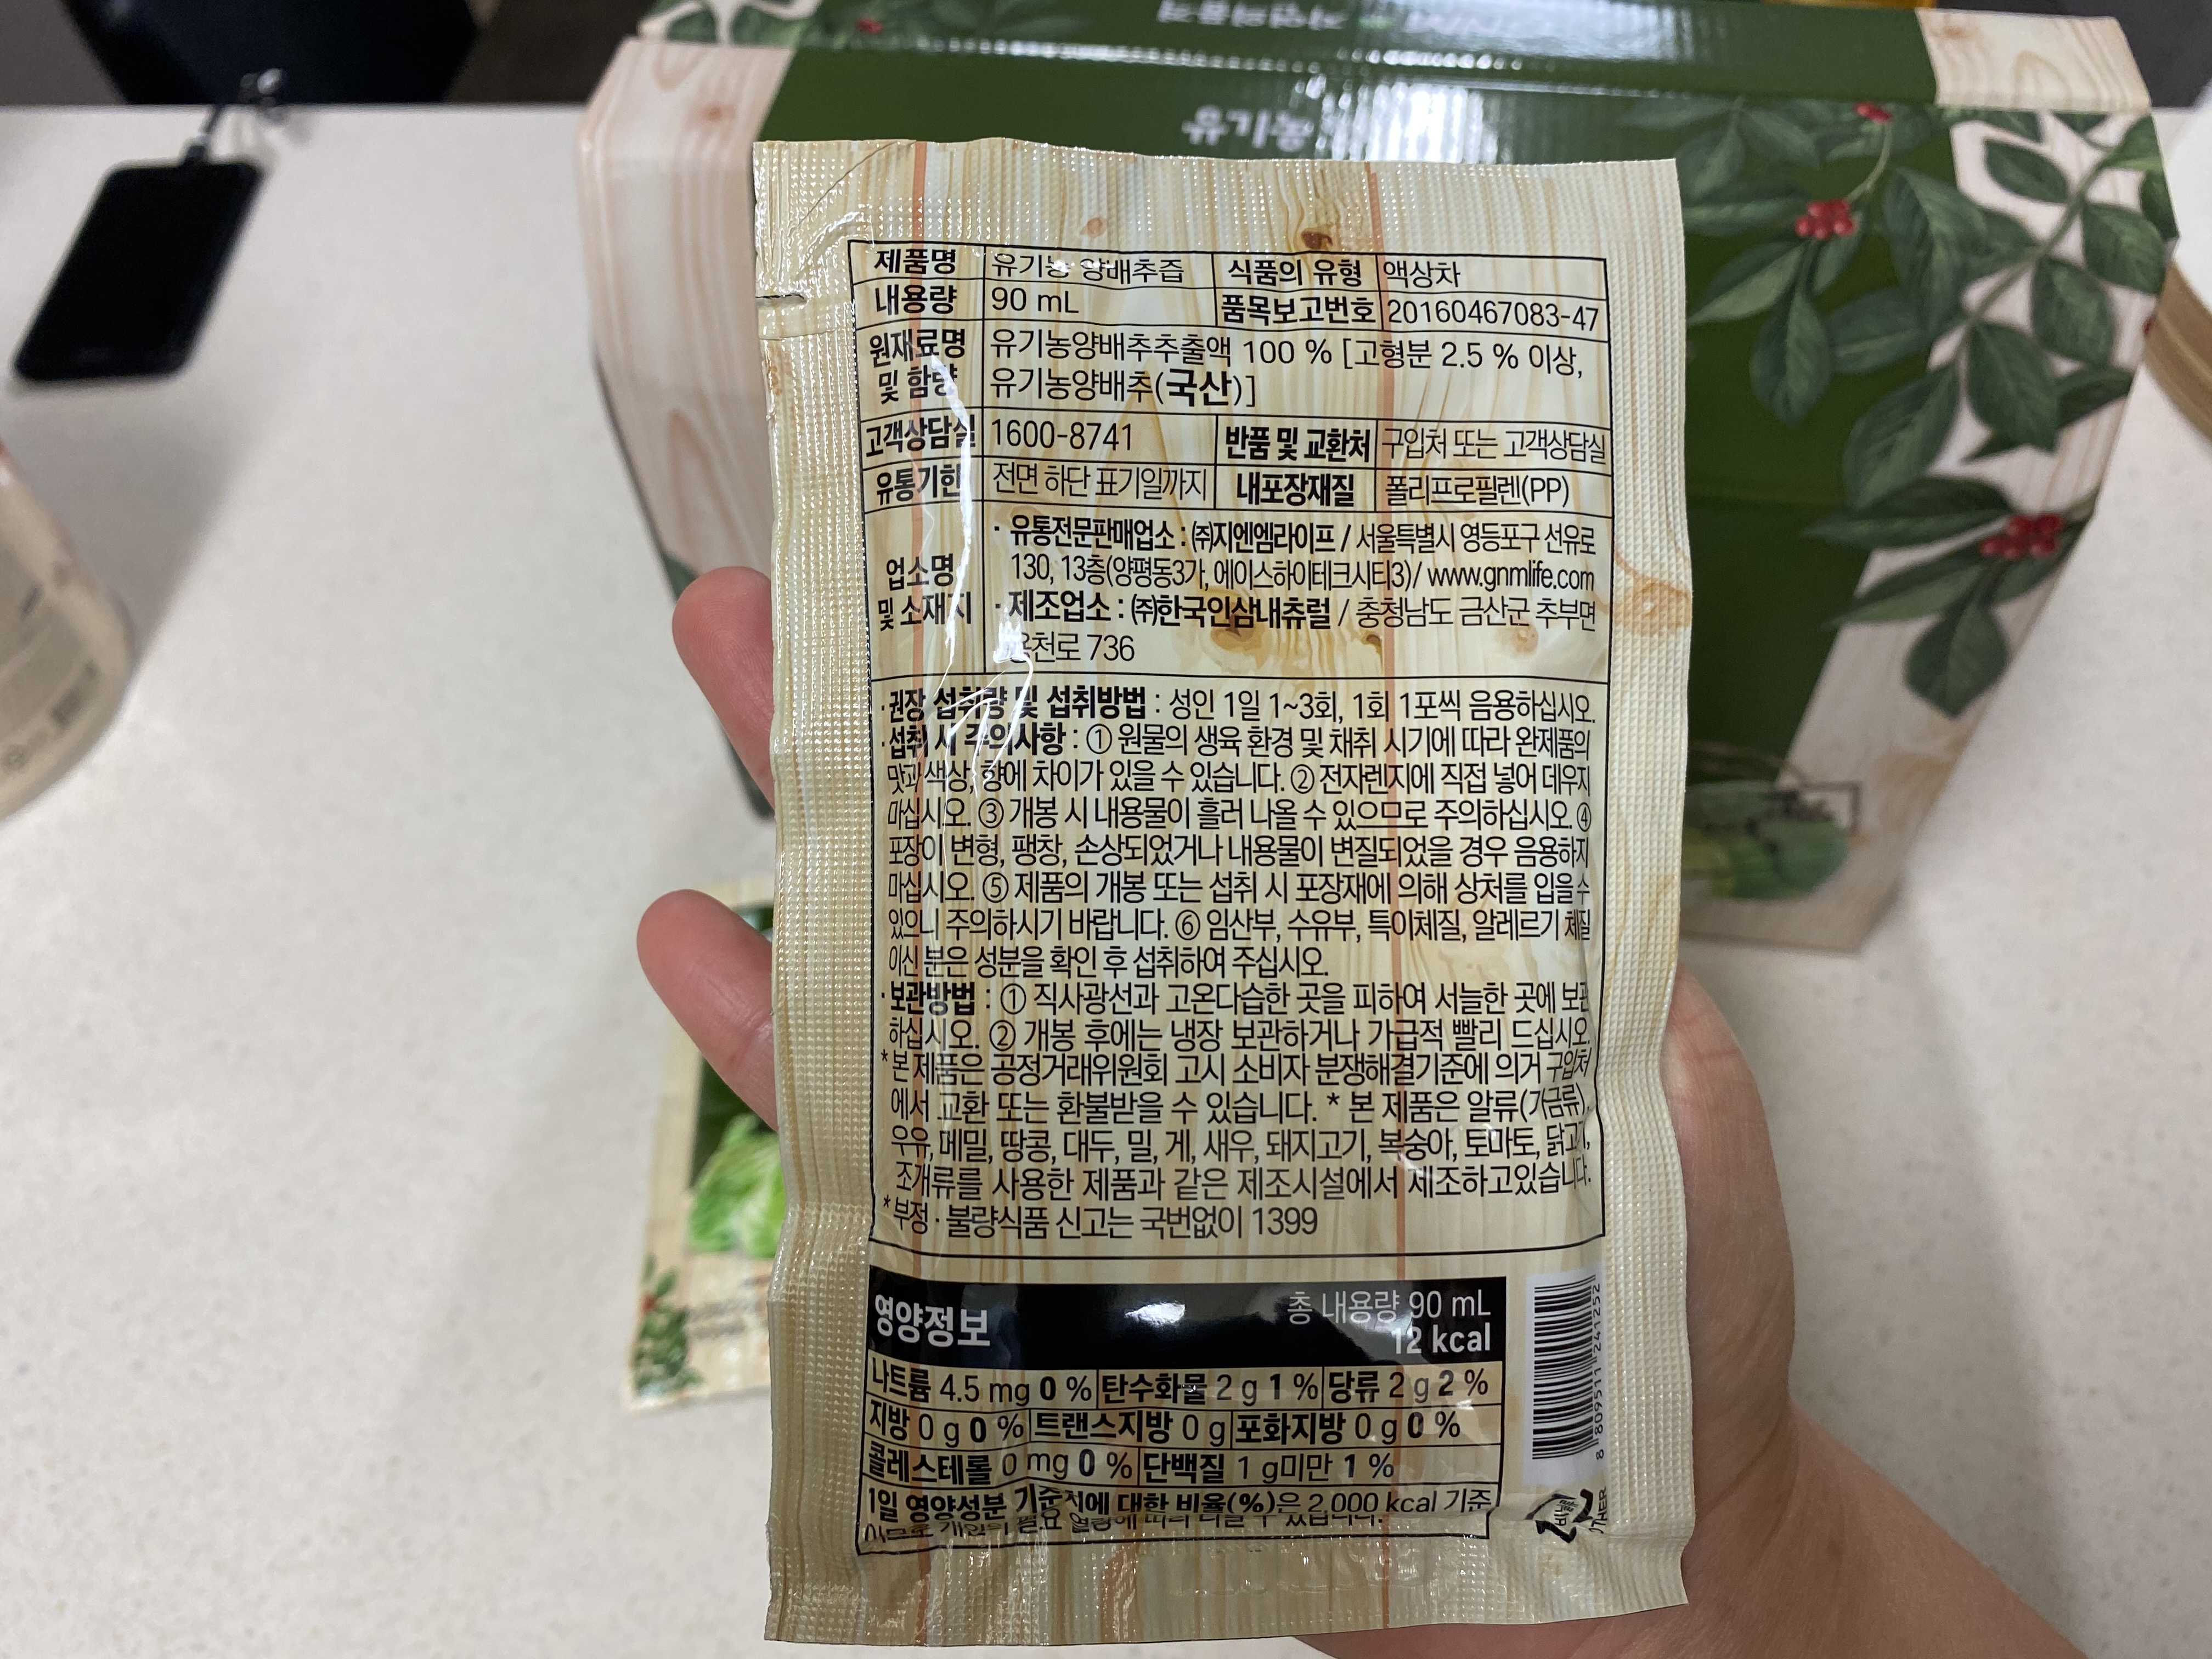 제품명 유기농 양배추즙 식품의 유형 액상차
내용량 90 mL 품목보고번호 20160467083-47
원재료명 및 함량 유기농양배추추출액 100 % [고형분 2.5 % 이상,
유기농양배추(국산)]
고객상담실 1600-8741 반품 및 교환처 구입처 또는 고객상담실
유통기한 전면 하단 표기일까지 내포장재질 폴리프로필렌(PP)
업소명 및 소재지
· 유통전문판매업소 : ㈜지엔엠라이프 / 서울특별시 영등포구 선유로
130, 13층(양평동3가, 에이스하이테크시티3)/ www.gnmlife.com
· 제조업소 : ㈜한국인삼내츄럴 / 충청남도 금산군 추부면
736
· 권장 섭취량 및 섭취방법 : 성인 1일 1~3회, 1회 1포씩 음용하십시오.
· 섭취 시 주의사항 : ① 원물의 생육 환경 및 채취 시기에 따라 완제품의
맛과 색상, 향에 차이가 있을 수 있습니다. ② 전자렌지에 직접 넣어 데우지
마십시오. ③ 개봉 시 내용물이 흘러 나올 수 있으므로 주의하십시오. ④
포장이 변형, 팽창, 손상되었거나 내용물이 변질되었을 경우 음용하지
마십시오. ⑤ 제품의 개봉 또는 섭취 시 포장재에 의해 상처를 입을 수
있으니 주의하시기 바랍니다. ⑥ 임산부, 수유부, 특이체질, 알레르기 체질
이신 분은 성분을 확인 후 섭취하여 주십시오.
· 보관방법 : ① 직사광선과 고온다습한 곳을 피하여 서늘한 곳에 보관
하십시오. ② 개봉 후에는 냉장 보관하거나 가급적 빨리 드십시오.
* 본 제품은 공정거래위원회 고시 소비자 분쟁해결기준에 의거 구입처
에서 교환 또는 환불받을 수 있습니다. * 본 제품은 알류(가금류),
우유, 메밀, 땅콩, 대두, 밀, 게, 새우, 돼지고기, 복숭아, 토마토, 닭고기,
조개류를 사용한 제품과 같은 제조시설에서 제조하고있습니다.
* 부정 · 불량식품 신고는 국번없이 1399
영양정보 총 내용량 90 mL
12 kcal
나트륨 4.5 mg 0 % 탄수화물 2 g 1 % 당류 2 g 2 %
지방 0 g 0 % 트랜스지방 0 g 포화지방 0 g 0 %
콜레스테롤 0 mg 0 % 단백질 1 g미만 1 %
1일 영양성분 기준치에 대한 비율(%)은 2,000 kcal 기준
이므로 개인의 필요 열량에 따라 다를 수 있습니다.
8 809511 241252
OTHER
유기농